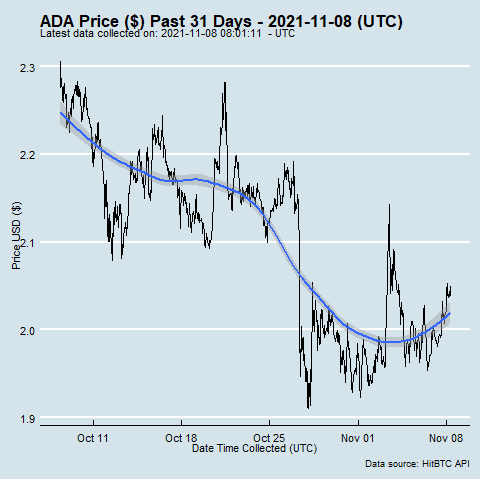 ADA Price ($) Past 31 Days - 2021-11-08 (UTC)
Latest data collected on: 2021-11-08 08:01:11 - UTC
Price USD ($)
2.3
2.2
2.1
2.0
1.9
Oct 11 Oct 18 Oct 25 Nov 01 Nov 08
Date Time Collected (UTC)
Data source: HitBTC API